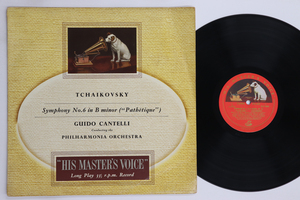 TCHAIKOVSKY
Symphony No.6 in B minor ("Pathétique")
GUIDO CANTELLI
conducting the
PHILHARMONIA ORCHESTRA
"HIS MASTER'S VOICE"
Long Play 33⅓ r.p.m. Record